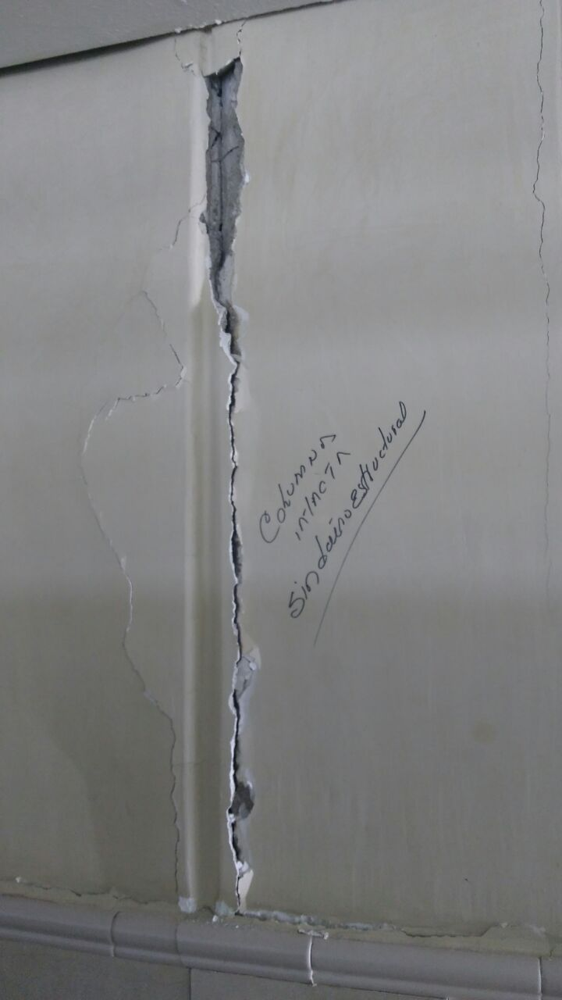 Columna
intacta
Sin daño Estructural